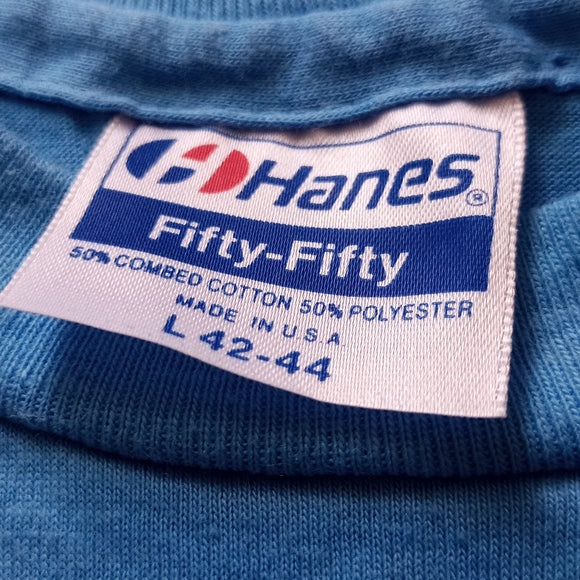 Hanes®
Fifty-Fifty
50% COMBED COTTON 50% POLYESTER
MADE IN U.S.A
L 42-44